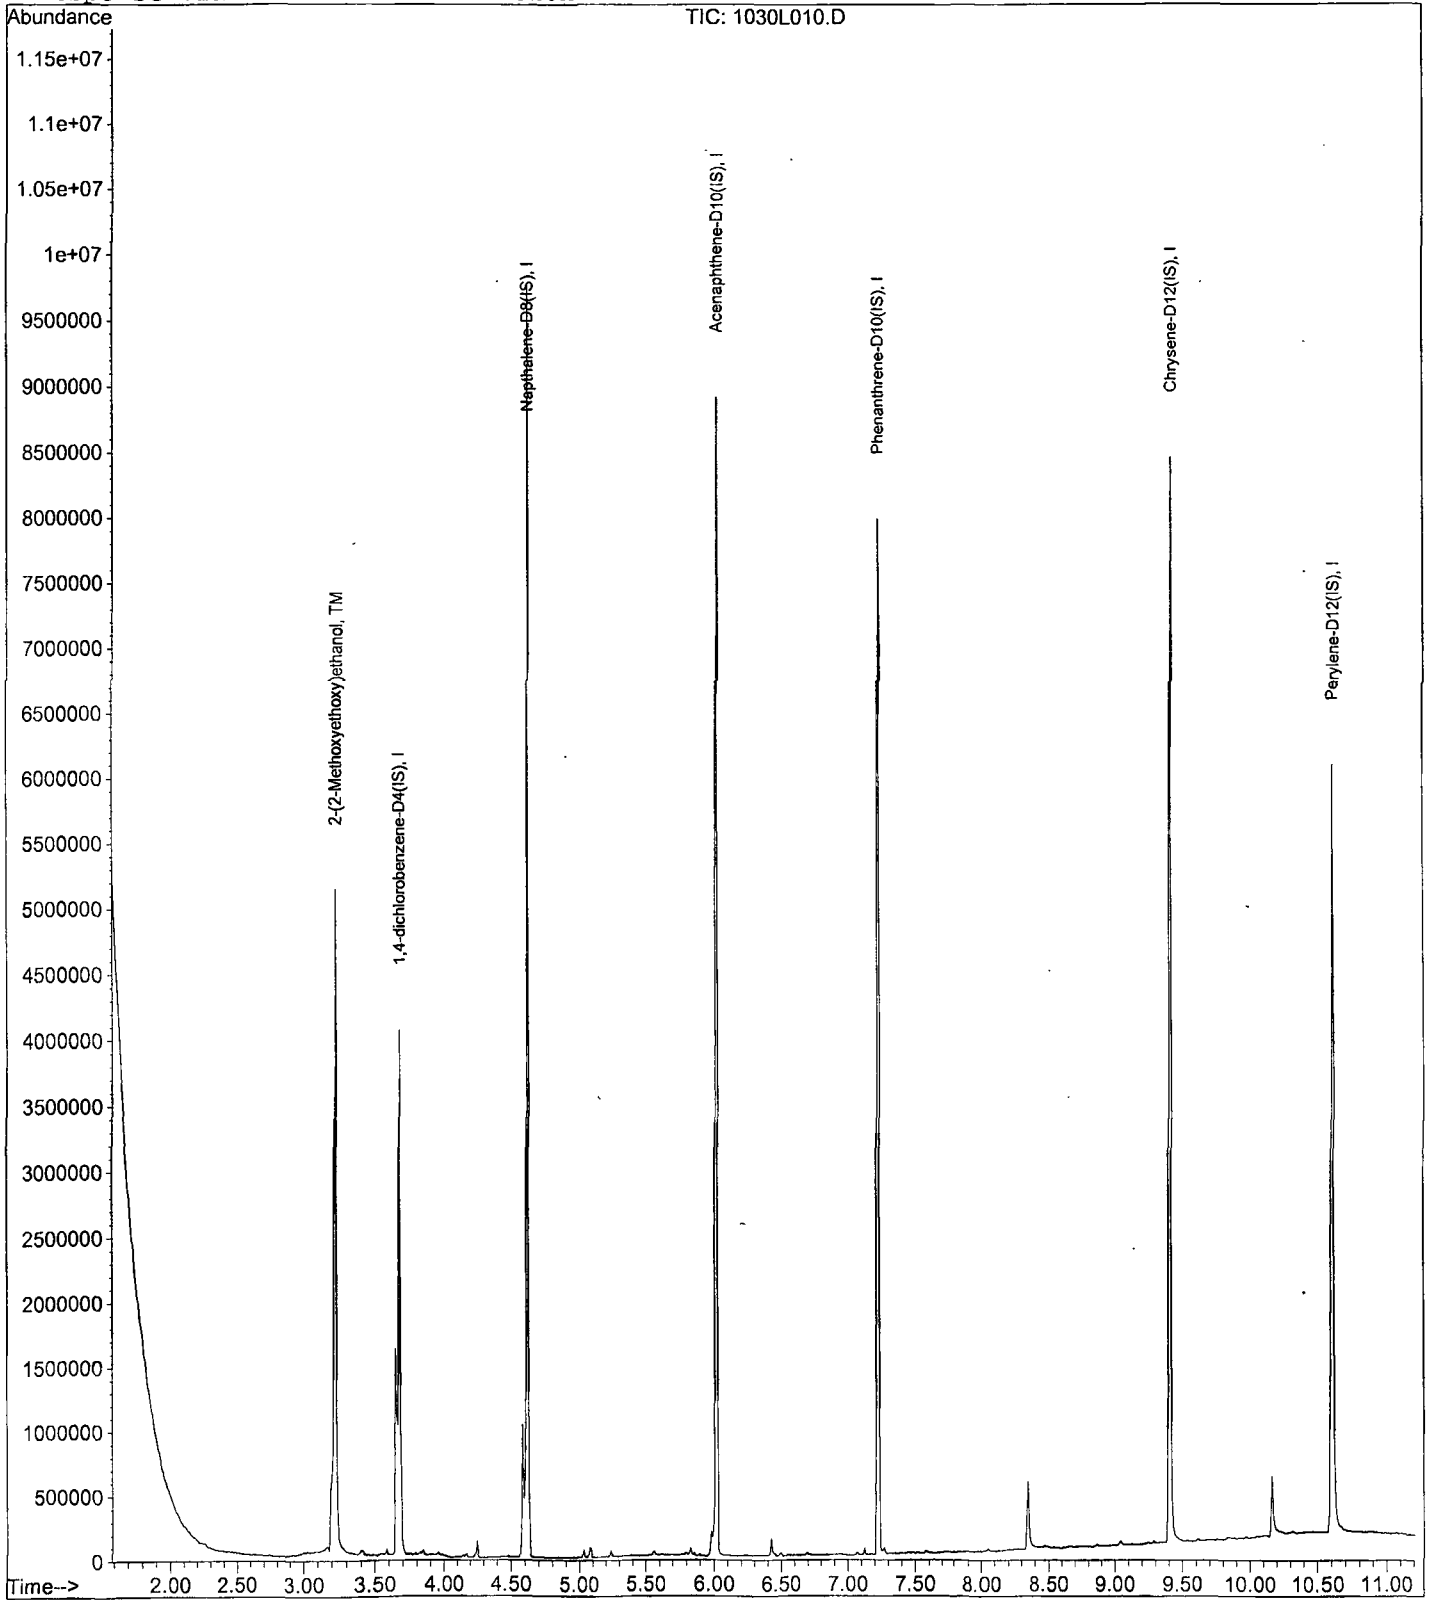 Abundance
TIC: 1030L010.D
1.15e+07
1.1e+07
1.05e+07
1e+07
9500000
9000000
8500000
8000000
7500000
7000000
6500000
6000000
5500000
5000000
4500000
4000000
3500000
3000000
2500000
2000000
1500000
1000000
500000
0
2-(2-Methoxyethoxy)ethanol, TM
1,4-dichlorobenzene-D4(IS), I
Napthalene-D8(IS), I
Acenaphthene-D10(IS), I
Phenanthrene-D10(IS), I
Chrysene-D12(IS), I
Perylene-D12(IS), I
Time-->
2.00 2.50 3.00 3.50 4.00 4.50 5.00 5.50 6.00 6.50 7.00 7.50 8.00 8.50 9.00 9.50 10.00 10.50 11.00